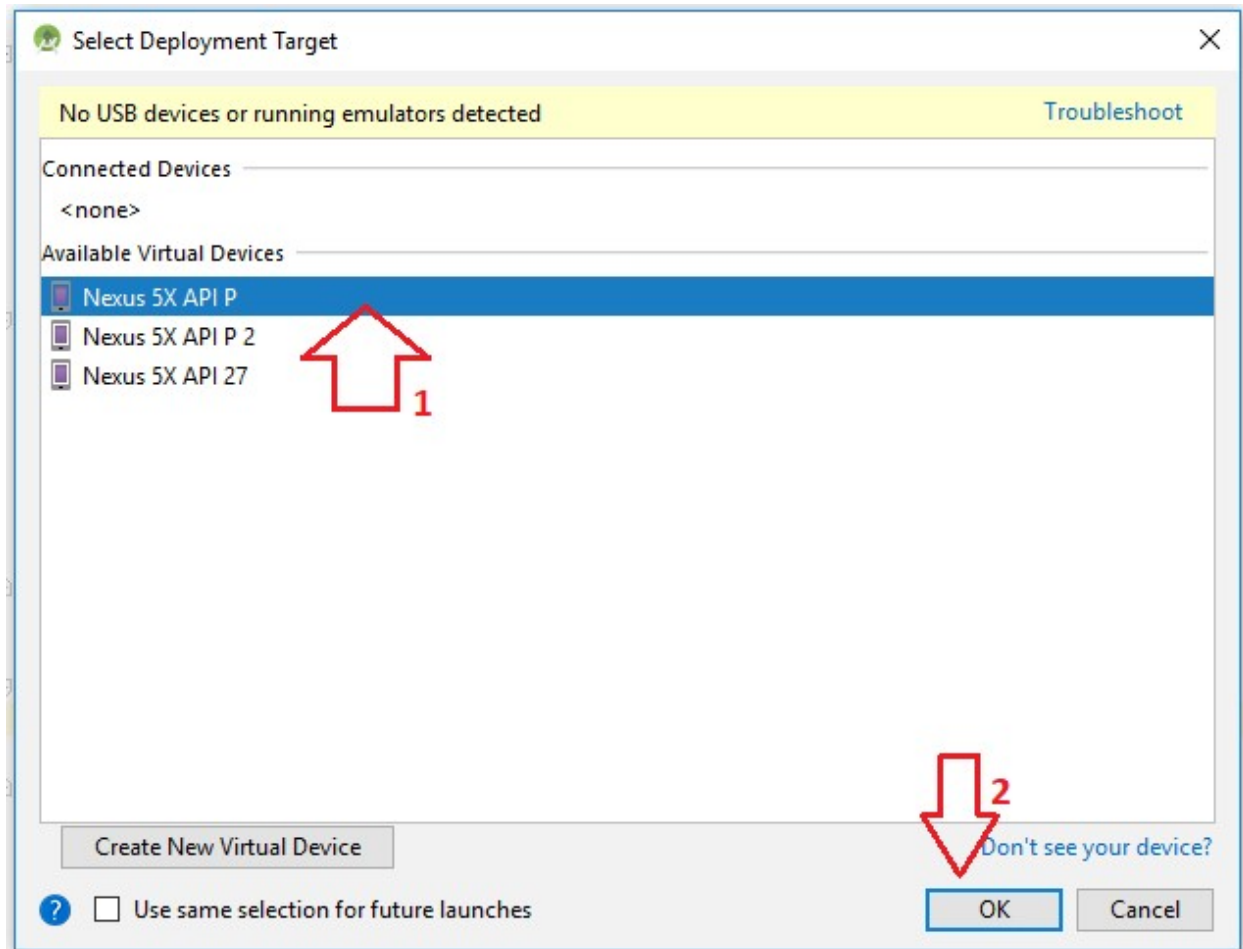 Select Deployment Target
No USB devices or running emulators detected Troubleshoot
Connected Devices
<none>
Available Virtual Devices
Nexus 5X API P
Nexus 5X API P 2
Nexus 5X API 27
1
2
Create New Virtual Device Don't see your device?
? Use same selection for future launches OK Cancel